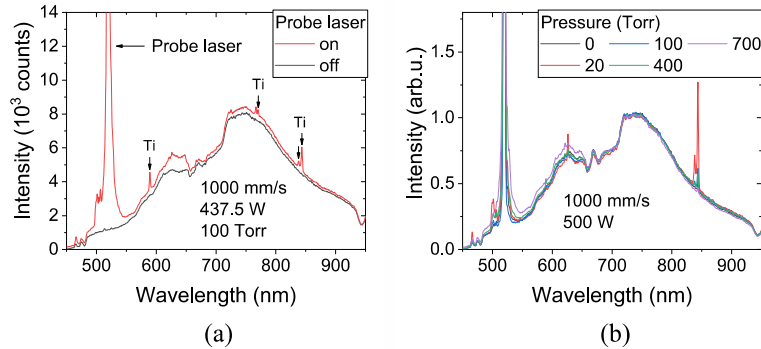 Probe laser
on
off
Probe laser
Ti
Ti
Ti
1000 mm/s
437.5 W
100 Torr
Intensity (10³ counts)
14
12
10
8
6
4
2
0
500 600 700 800 900
Wavelength (nm)
(a)
Pressure (Torr)
0 100 700
20 400
1000 mm/s
500 W
Intensity (arb.u.)
1.5
1.0
0.5
0.0
500 600 700 800 900
Wavelength (nm)
(b)